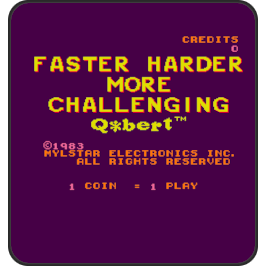 CREDITS
0
FASTER HARDER
MORE
CHALLENGING
Q*bert™
©1983
MYLSTAR ELECTRONICS INC.
ALL RIGHTS RESERVED
1 COIN = 1 PLAY